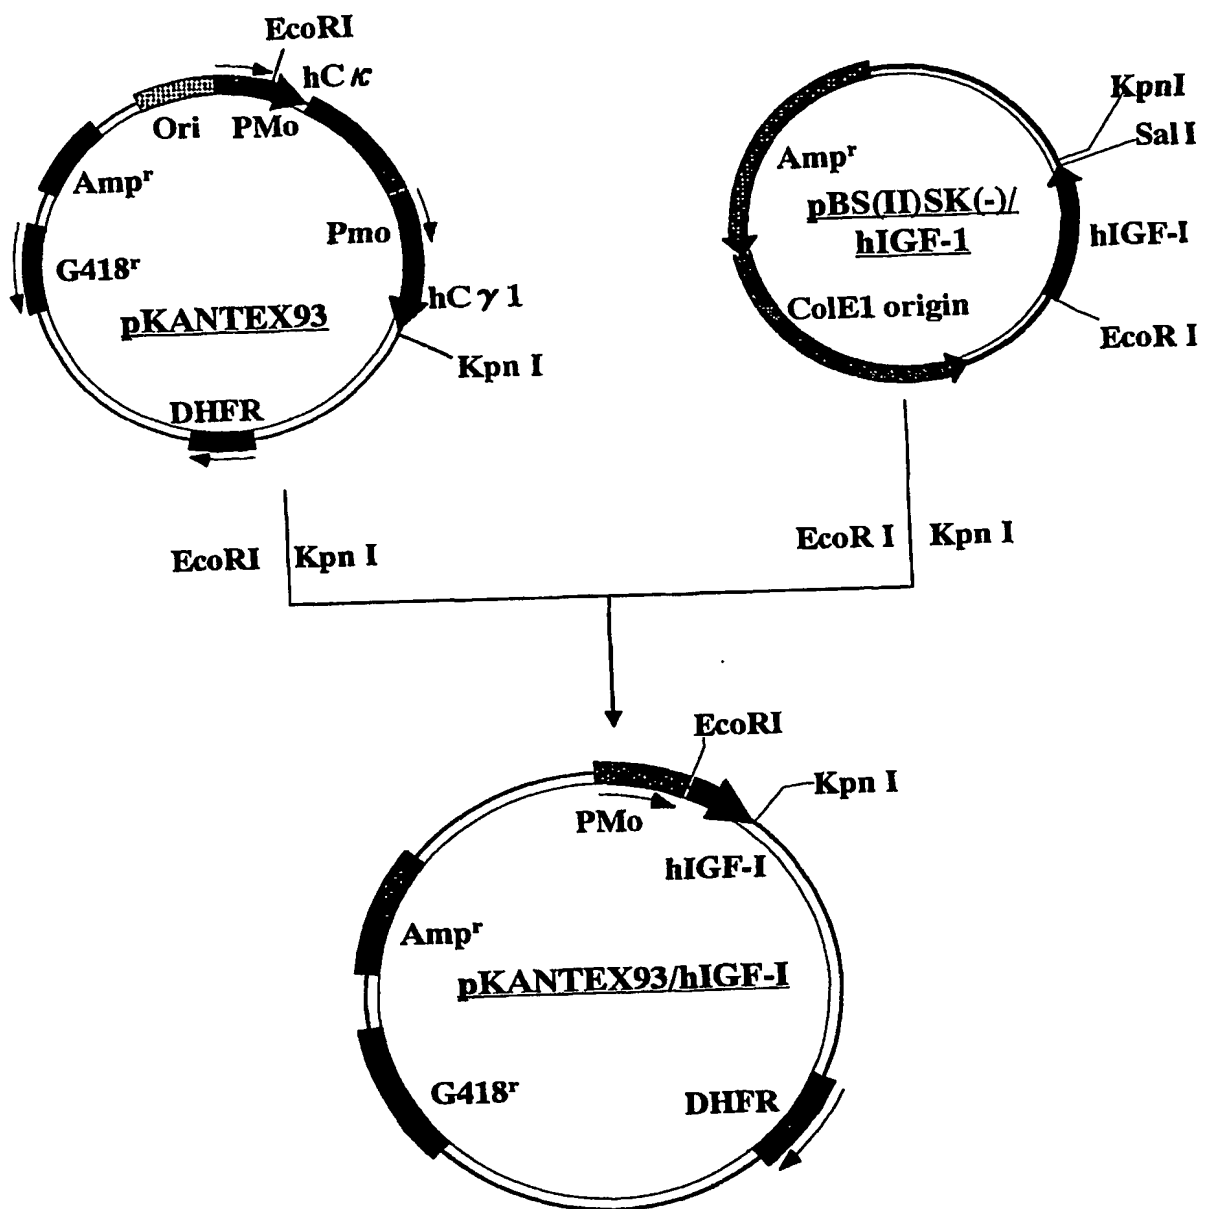 EcoRI
hCκ
Ori
PMo
Ampʳ
Pmo
G418ʳ
pKANTEX93
hCγ1
Kpn I
DHFR
KpnI
Sal I
Ampʳ
pBS(II)SK(-)/
hIGF-1
hIGF-I
ColE1 origin
EcoR I
EcoRI
Kpn I
EcoR I
Kpn I
EcoRI
Kpn I
PMo
hIGF-I
Ampʳ
pKANTEX93/hIGF-I
G418ʳ
DHFR